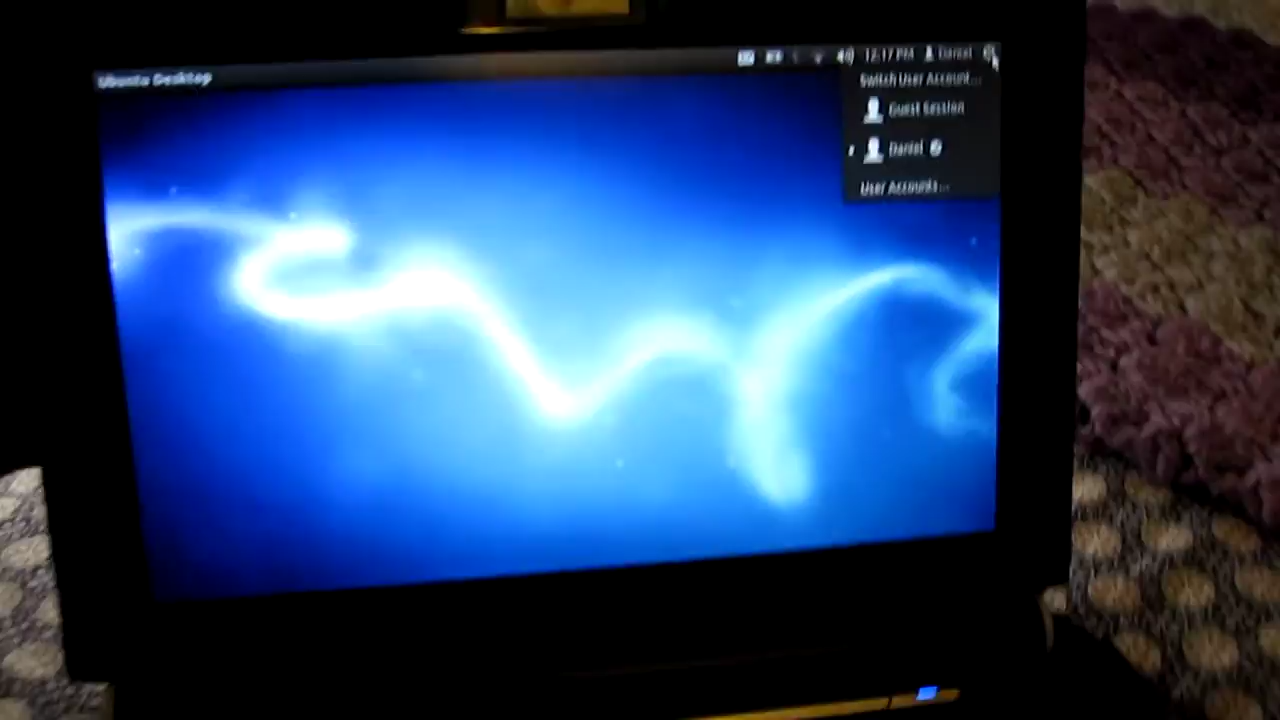 Ubuntu Desktop
12:17 PM Daniel
Switch User Account...
Guest Session
Daniel
User Accounts...